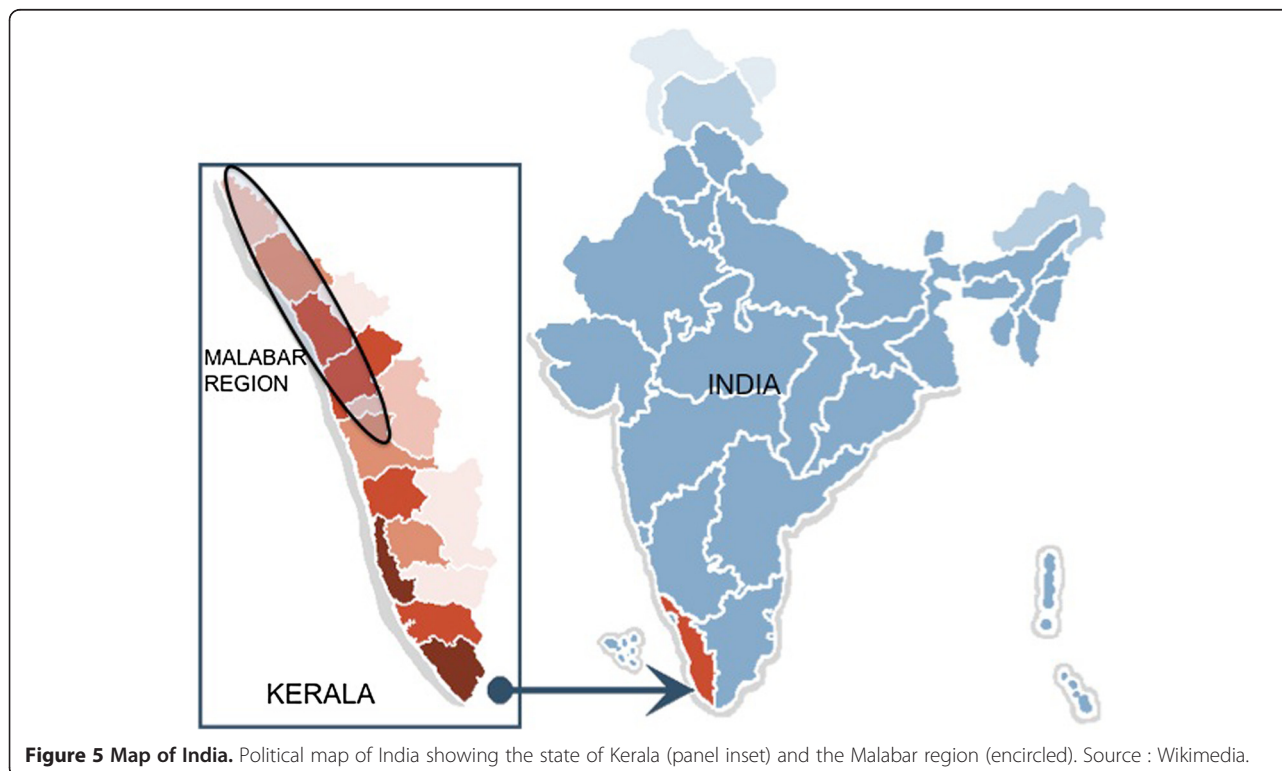 MALABAR
REGION
INDIA
KERALA
Figure 5 Map of India. Political map of India showing the state of Kerala (panel inset) and the Malabar region (encircled). Source : Wikimedia.